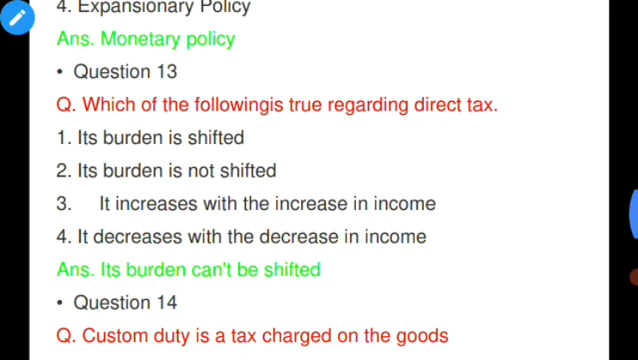 4. Expansionary Policy
Ans. Monetary policy
• Question 13
Q. Which of the followingis true regarding direct tax.
1. Its burden is shifted
2. Its burden is not shifted
3. It increases with the increase in income
4. It decreases with the decrease in income
Ans. Its burden can't be shifted
• Question 14
Q. Custom duty is a tax charged on the goods